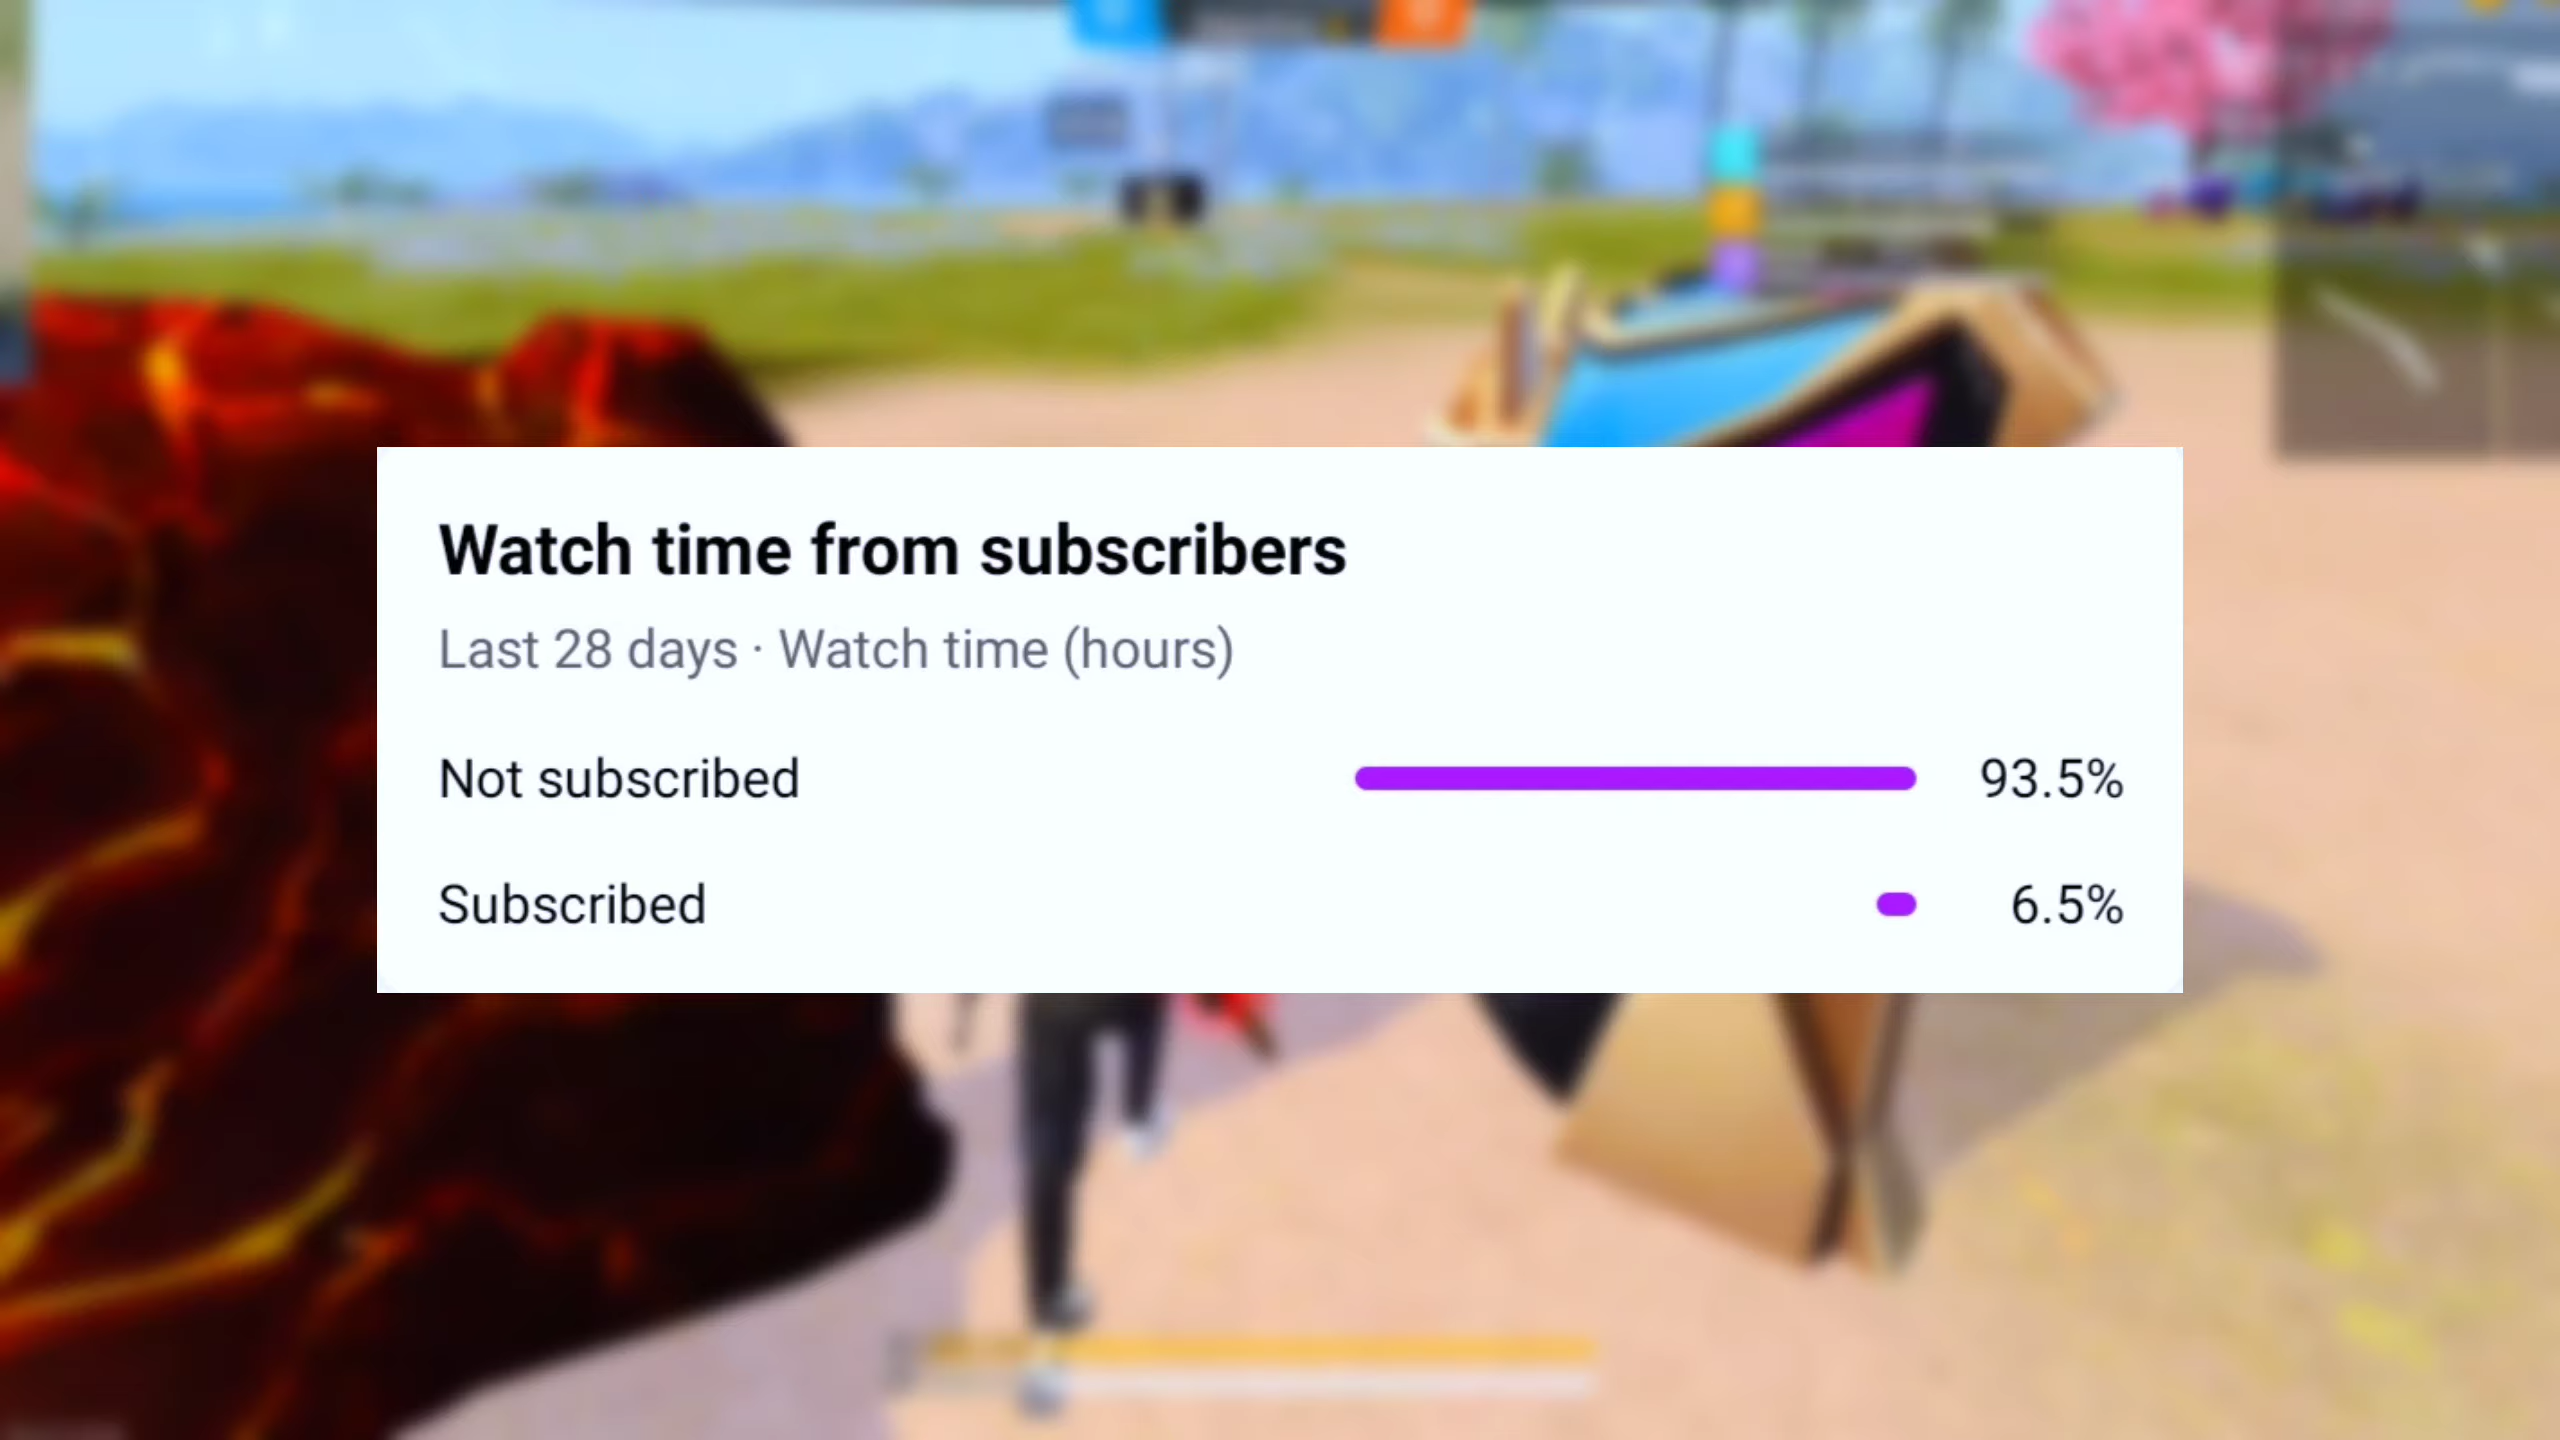 Watch time from subscribers
Last 28 days · Watch time (hours)
Not subscribed 93.5%
Subscribed 6.5%